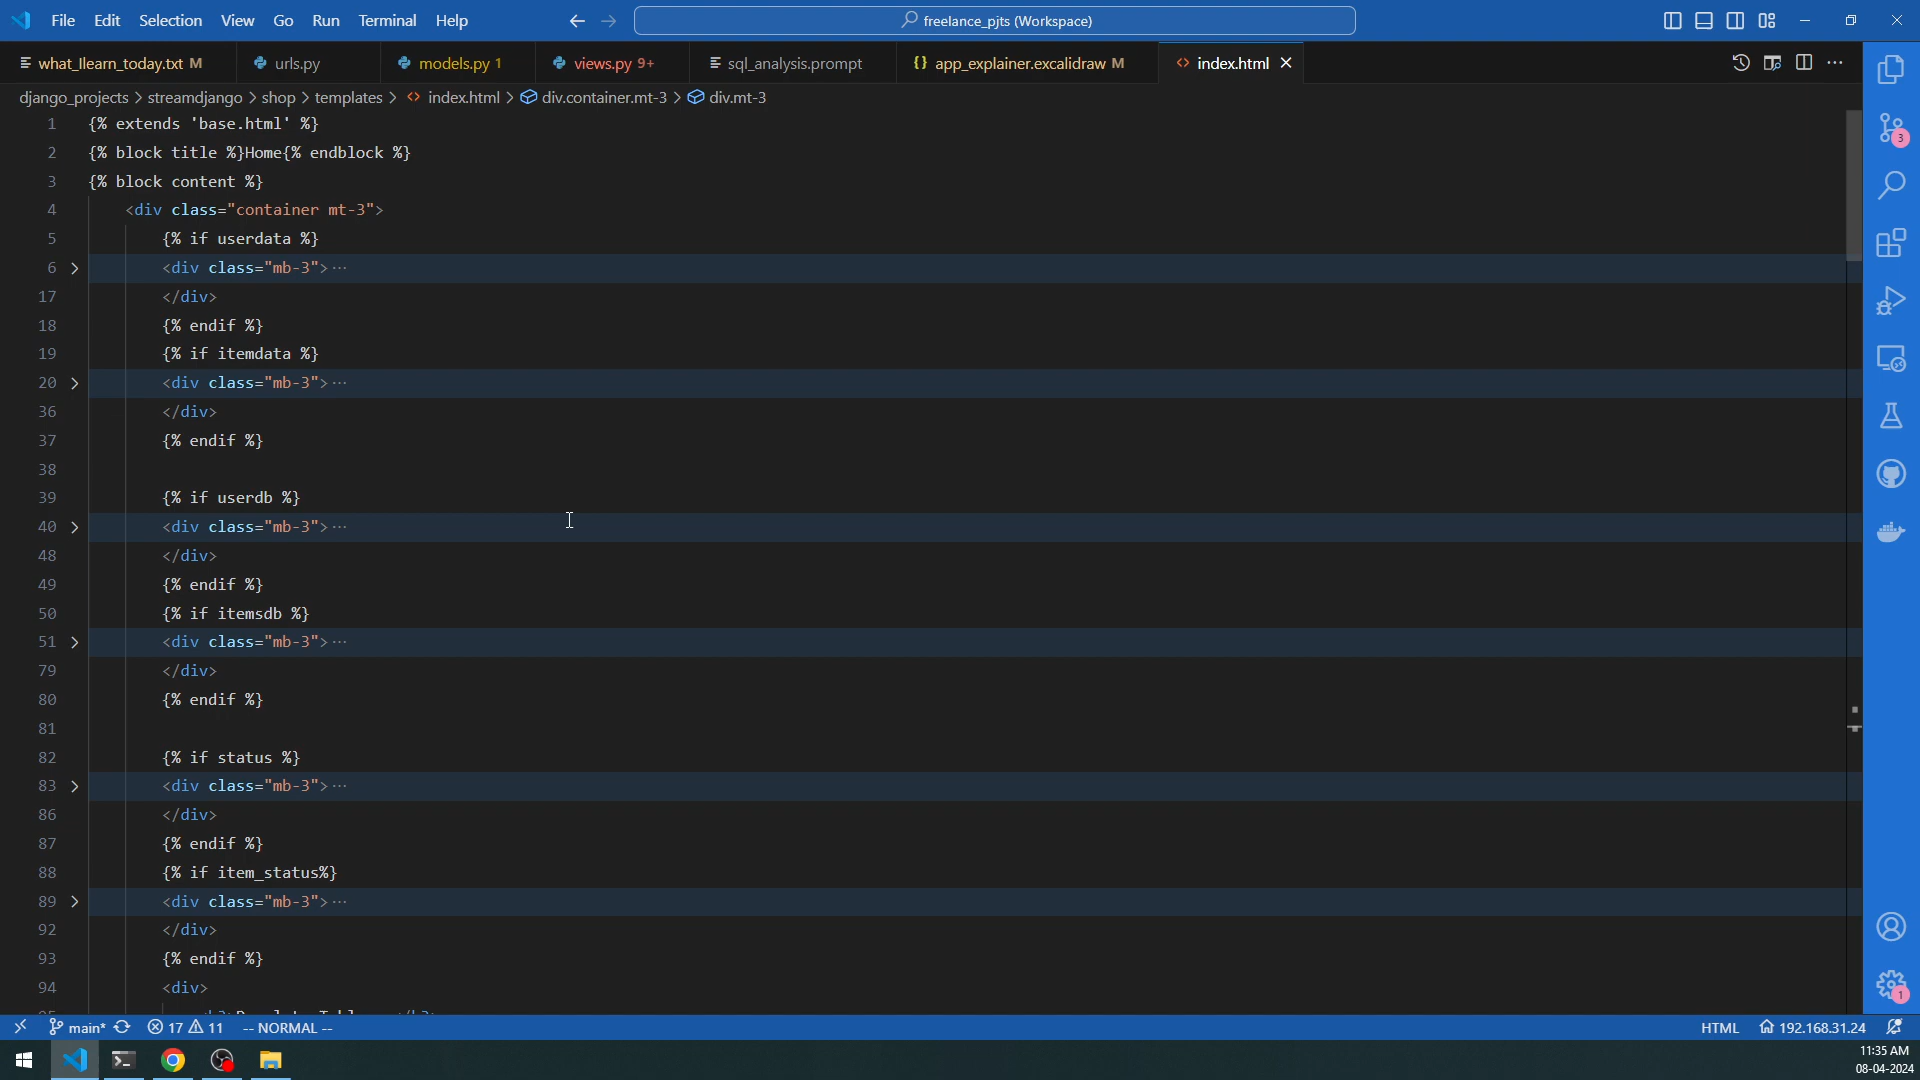 File Edit Selection View Go Run Terminal Help
freelance_pjts (Workspace)
what_Ilearn_today.txt M
urls.py
models.py 1
views.py 9+
sql_analysis.prompt
{} app_explainer.excalidraw M
<> index.html
django_projects > streamdjango > shop > templates > <> index.html > div.container.mt-3 > div.mt-3
1 {% extends 'base.html' %}
2 {% block title %}Home{% endblock %}
3 {% block content %}
4 <div class="container mt-3">
5 {% if userdata %}
6 <div class="mb-3">···
17 </div>
18 {% endif %}
19 {% if itemdata %}
20 <div class="mb-3">···
36 </div>
37 {% endif %}
38
39 {% if userdb %}
40 <div class="mb-3">···
48 </div>
49 {% endif %}
50 {% if itemsdb %}
51 <div class="mb-3">···
79 </div>
80 {% endif %}
81
82 {% if status %}
83 <div class="mb-3">···
86 </div>
87 {% endif %}
88 {% if item_status%}
89 <div class="mb-3">···
92 </div>
93 {% endif %}
94 <div>
3
1
main* 17 11 -- NORMAL --
HTML 192.168.31.24
11:35 AM
08-04-2024